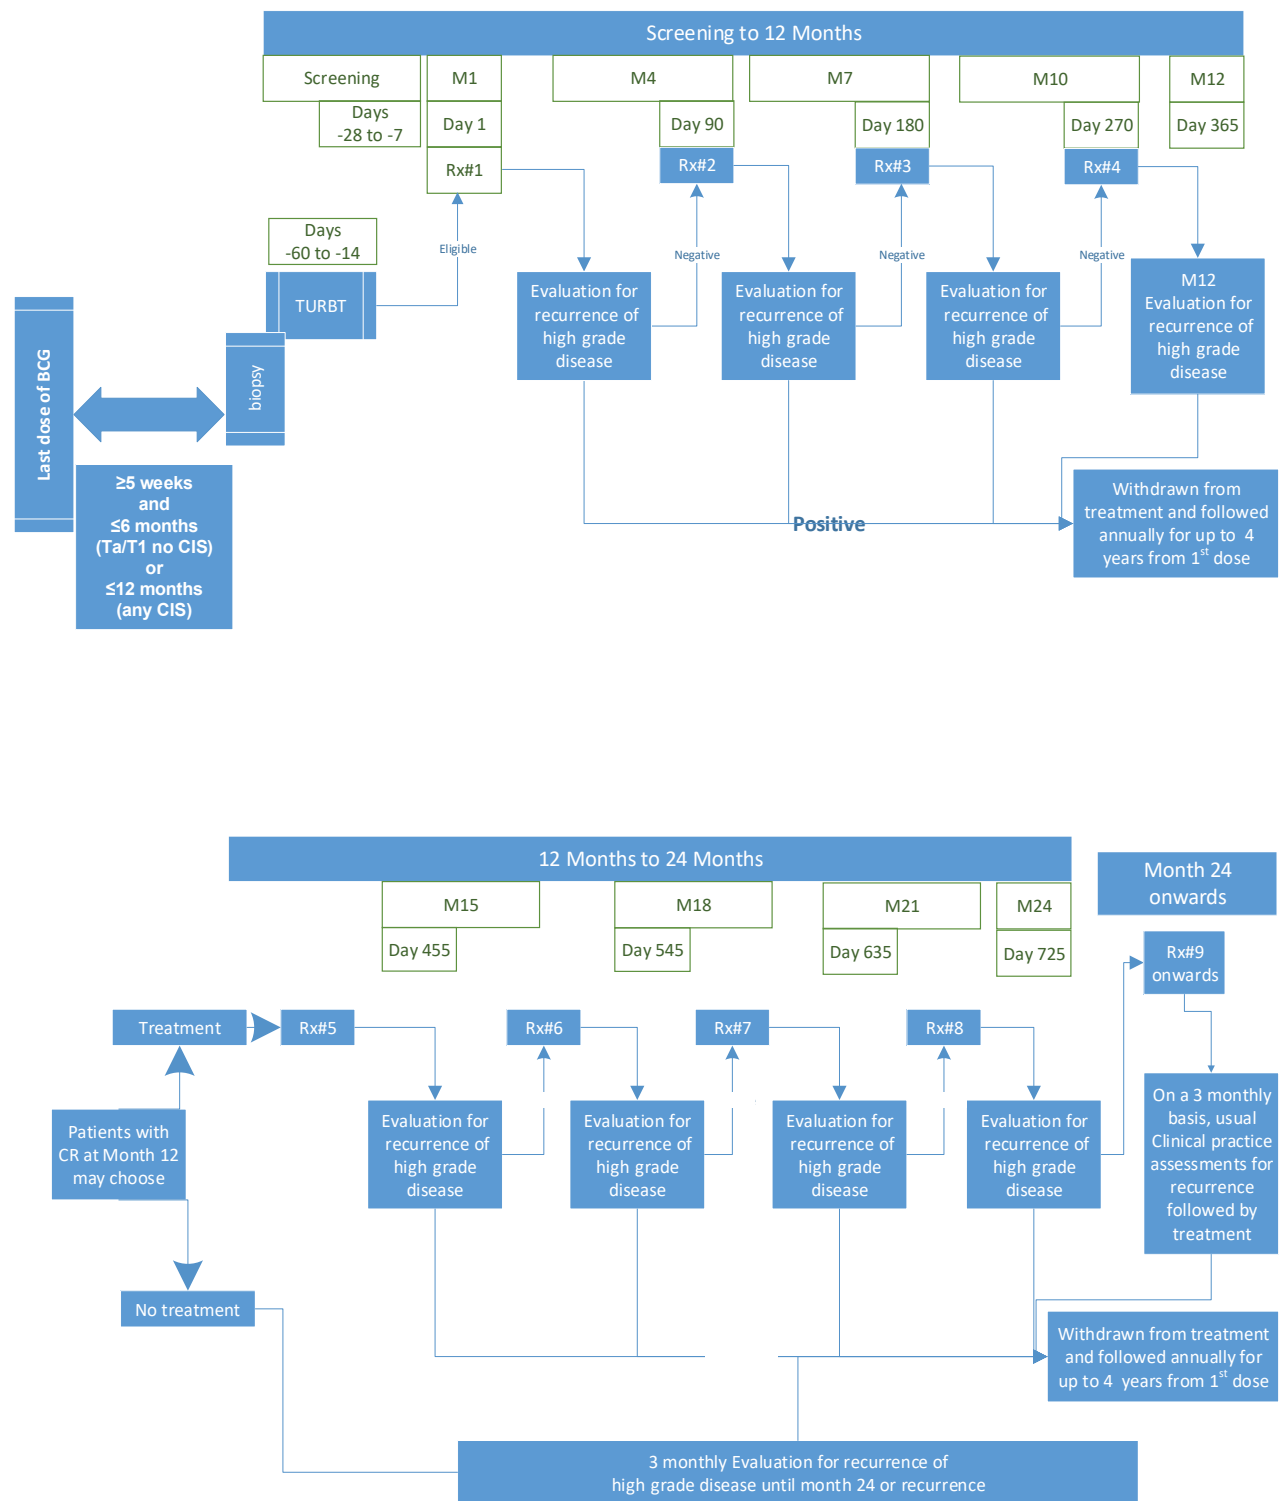 Screening to 12 Months
Screening
M1
M4
M7
M10
M12
Days
-28 to -7
Day 1
Day 90
Day 180
Day 270
Day 365
Rx#1
Rx#2
Rx#3
Rx#4
Days
-60 to -14
Eligible
Negative
Negative
Negative
TURBT
biopsy
Last dose of BCG
≥5 weeks
and
≤6 months
(Ta/T1 no CIS)
or
≤12 months
(any CIS)
Evaluation for
recurrence of
high grade
disease
Evaluation for
recurrence of
high grade
disease
Evaluation for
recurrence of
high grade
disease
M12
Evaluation for
recurrence of
high grade
disease
Positive
Withdrawn from
treatment and followed
annually for up to 4
years from 1st dose
12 Months to 24 Months
Month 24
onwards
M15
M18
M21
M24
Day 455
Day 545
Day 635
Day 725
Rx#9
onwards
Treatment
Rx#5
Rx#6
Rx#7
Rx#8
Patients with
CR at Month 12
may choose
Evaluation for
recurrence of
high grade
disease
Evaluation for
recurrence of
high grade
disease
Evaluation for
recurrence of
high grade
disease
Evaluation for
recurrence of
high grade
disease
On a 3 monthly
basis, usual
Clinical practice
assessments for
recurrence
followed by
treatment
No treatment
Withdrawn from treatment
and followed annually for
up to 4 years from 1st dose
3 monthly Evaluation for recurrence of
high grade disease until month 24 or recurrence